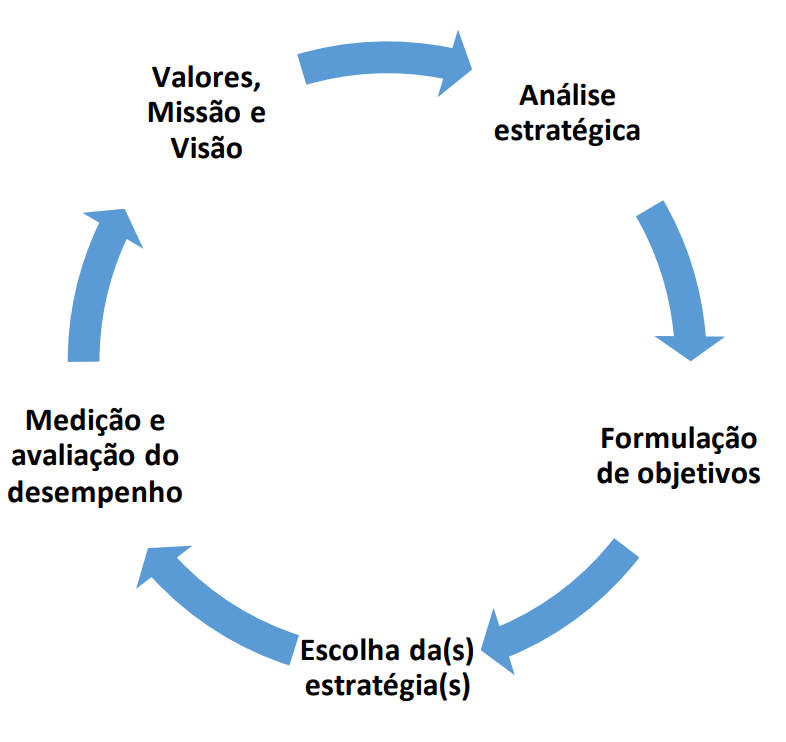 Valores,
Missão e
Visão
Análise
estratégica
Formulação
de objetivos
Escolha da(s)
estratégia(s)
Medição e
avaliação do
desempenho